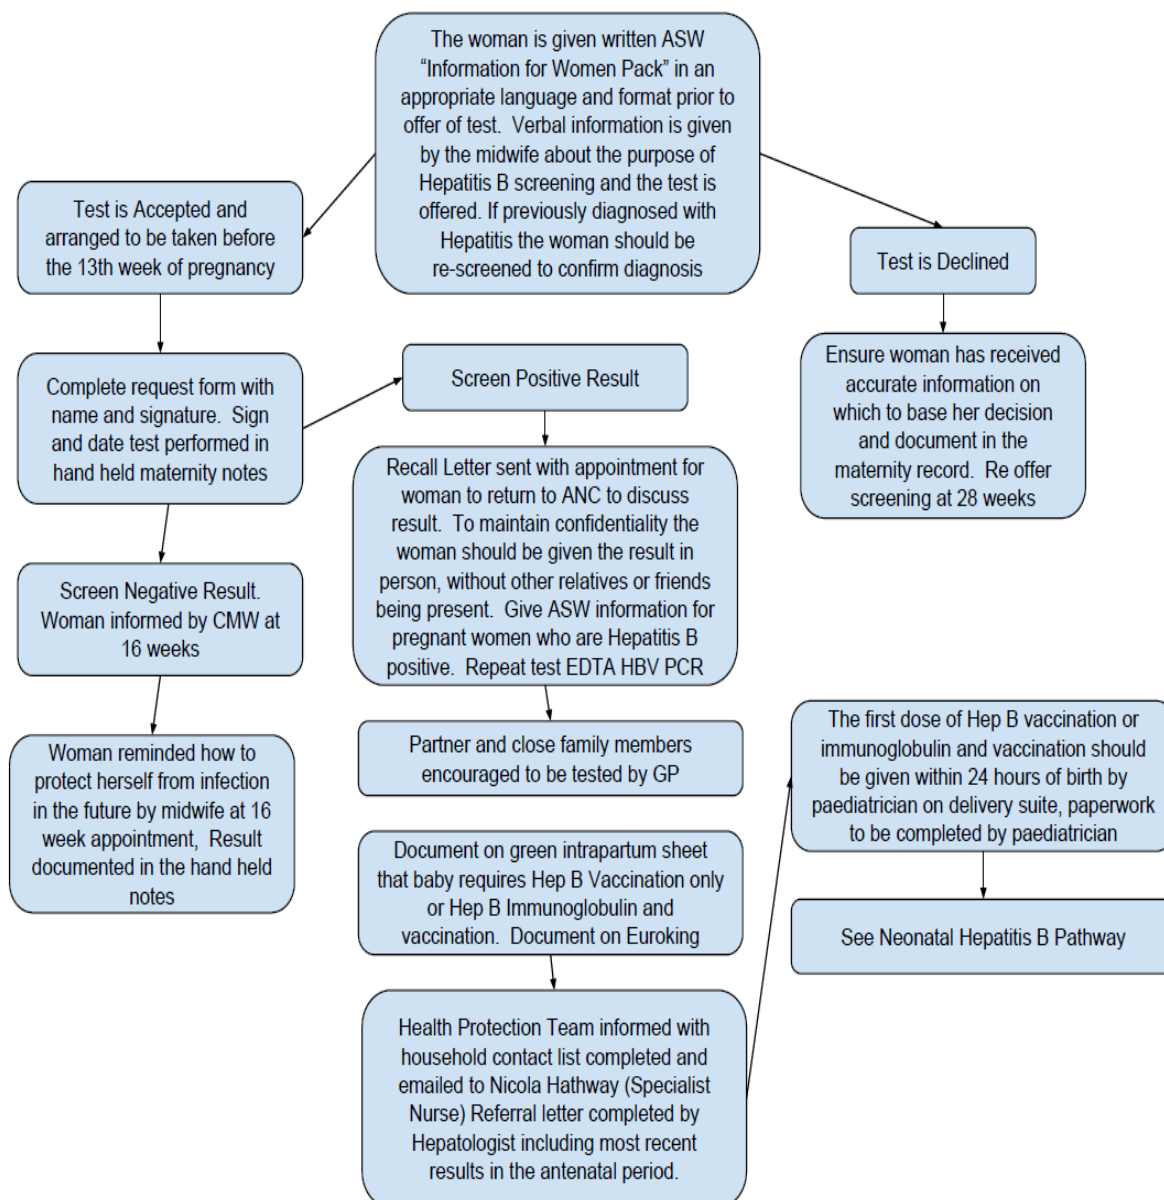 The woman is given written ASW
“Information for Women Pack” in an
appropriate language and format prior to
offer of test.  Verbal information is given
by the midwife about the purpose of
Hepatitis B screening and the test is
offered. If previously diagnosed with
Hepatitis the woman should be
re-screened to confirm diagnosis
Test is Accepted and
arranged to be taken before
the 13th week of pregnancy
Test is Declined
Complete request form with
name and signature.  Sign
and date test performed in
hand held maternity notes
Screen Positive Result
Ensure woman has received
accurate information on
which to base her decision
and document in the
maternity record.  Re offer
screening at 28 weeks
Recall Letter sent with appointment for
woman to return to ANC to discuss
result.  To maintain confidentiality the
woman should be given the result in
person, without other relatives or friends
being present.  Give ASW information for
pregnant women who are Hepatitis B
positive.  Repeat test EDTA HBV PCR
Screen Negative Result.
Woman informed by CMW at
16 weeks
Woman reminded how to
protect herself from infection
in the future by midwife at 16
week appointment,  Result
documented in the hand held
notes
Partner and close family members
encouraged to be tested by GP
Document on green intrapartum sheet
that baby requires Hep B Vaccination only
or Hep B Immunoglobulin and
vaccination.  Document on Euroking
Health Protection Team informed with
household contact list completed and
emailed to Nicola Hathway (Specialist
Nurse) Referral letter completed by
Hepatologist including most recent
results in the antenatal period.
The first dose of Hep B vaccination or
immunoglobulin and vaccination should
be given within 24 hours of birth by
paediatrician on delivery suite, paperwork
to be completed by paediatrician
See Neonatal Hepatitis B Pathway